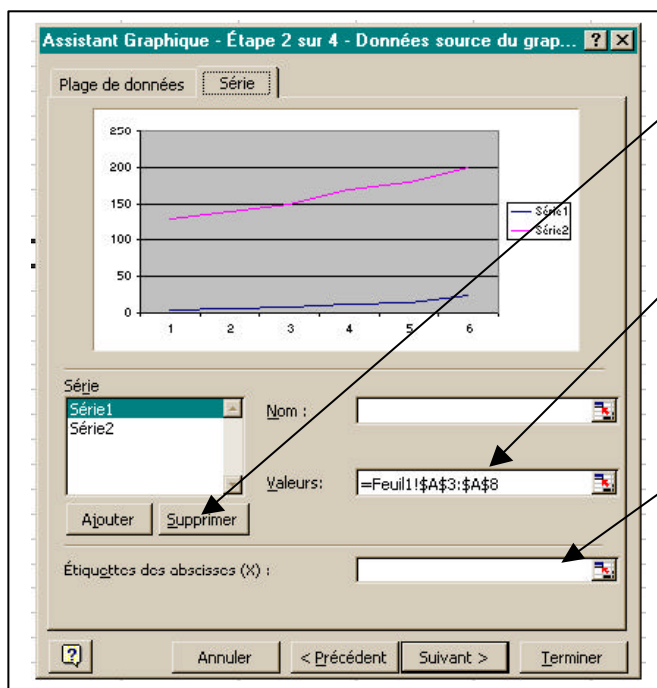 Assistant Graphique - Étape 2 sur 4 - Données source du grap... ? ×
Plage de données Série
250
200
150
100
50
0
1 2 3 4 5 6
Série1
Série2
Série
Série1
Série2
Nom :
Valeurs: =Feuil1!$A$3:$A$8
Ajouter Supprimer
Étiquettes des abscisses (X) :
? Annuler < Précédent Suivant > Terminer